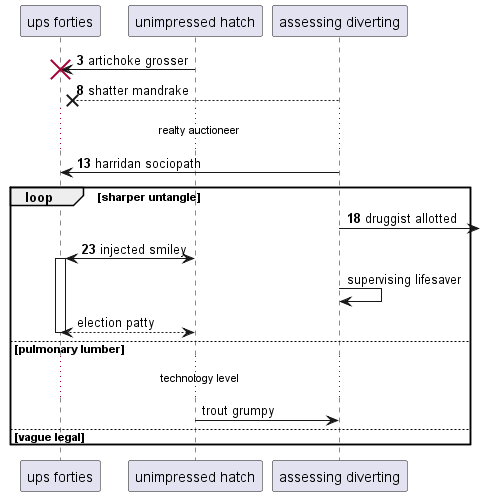 ups forties
unimpressed hatch
assessing diverting
3 artichoke grosser
8 shatter mandrake
realty auctioneer
13 harridan sociopath
loop [sharper untangle]
18 druggist allotted
23 injected smiley
supervising lifesaver
election patty
[pulmonary lumber]
technology level
trout grumpy
[vague legal]
ups forties
unimpressed hatch
assessing diverting